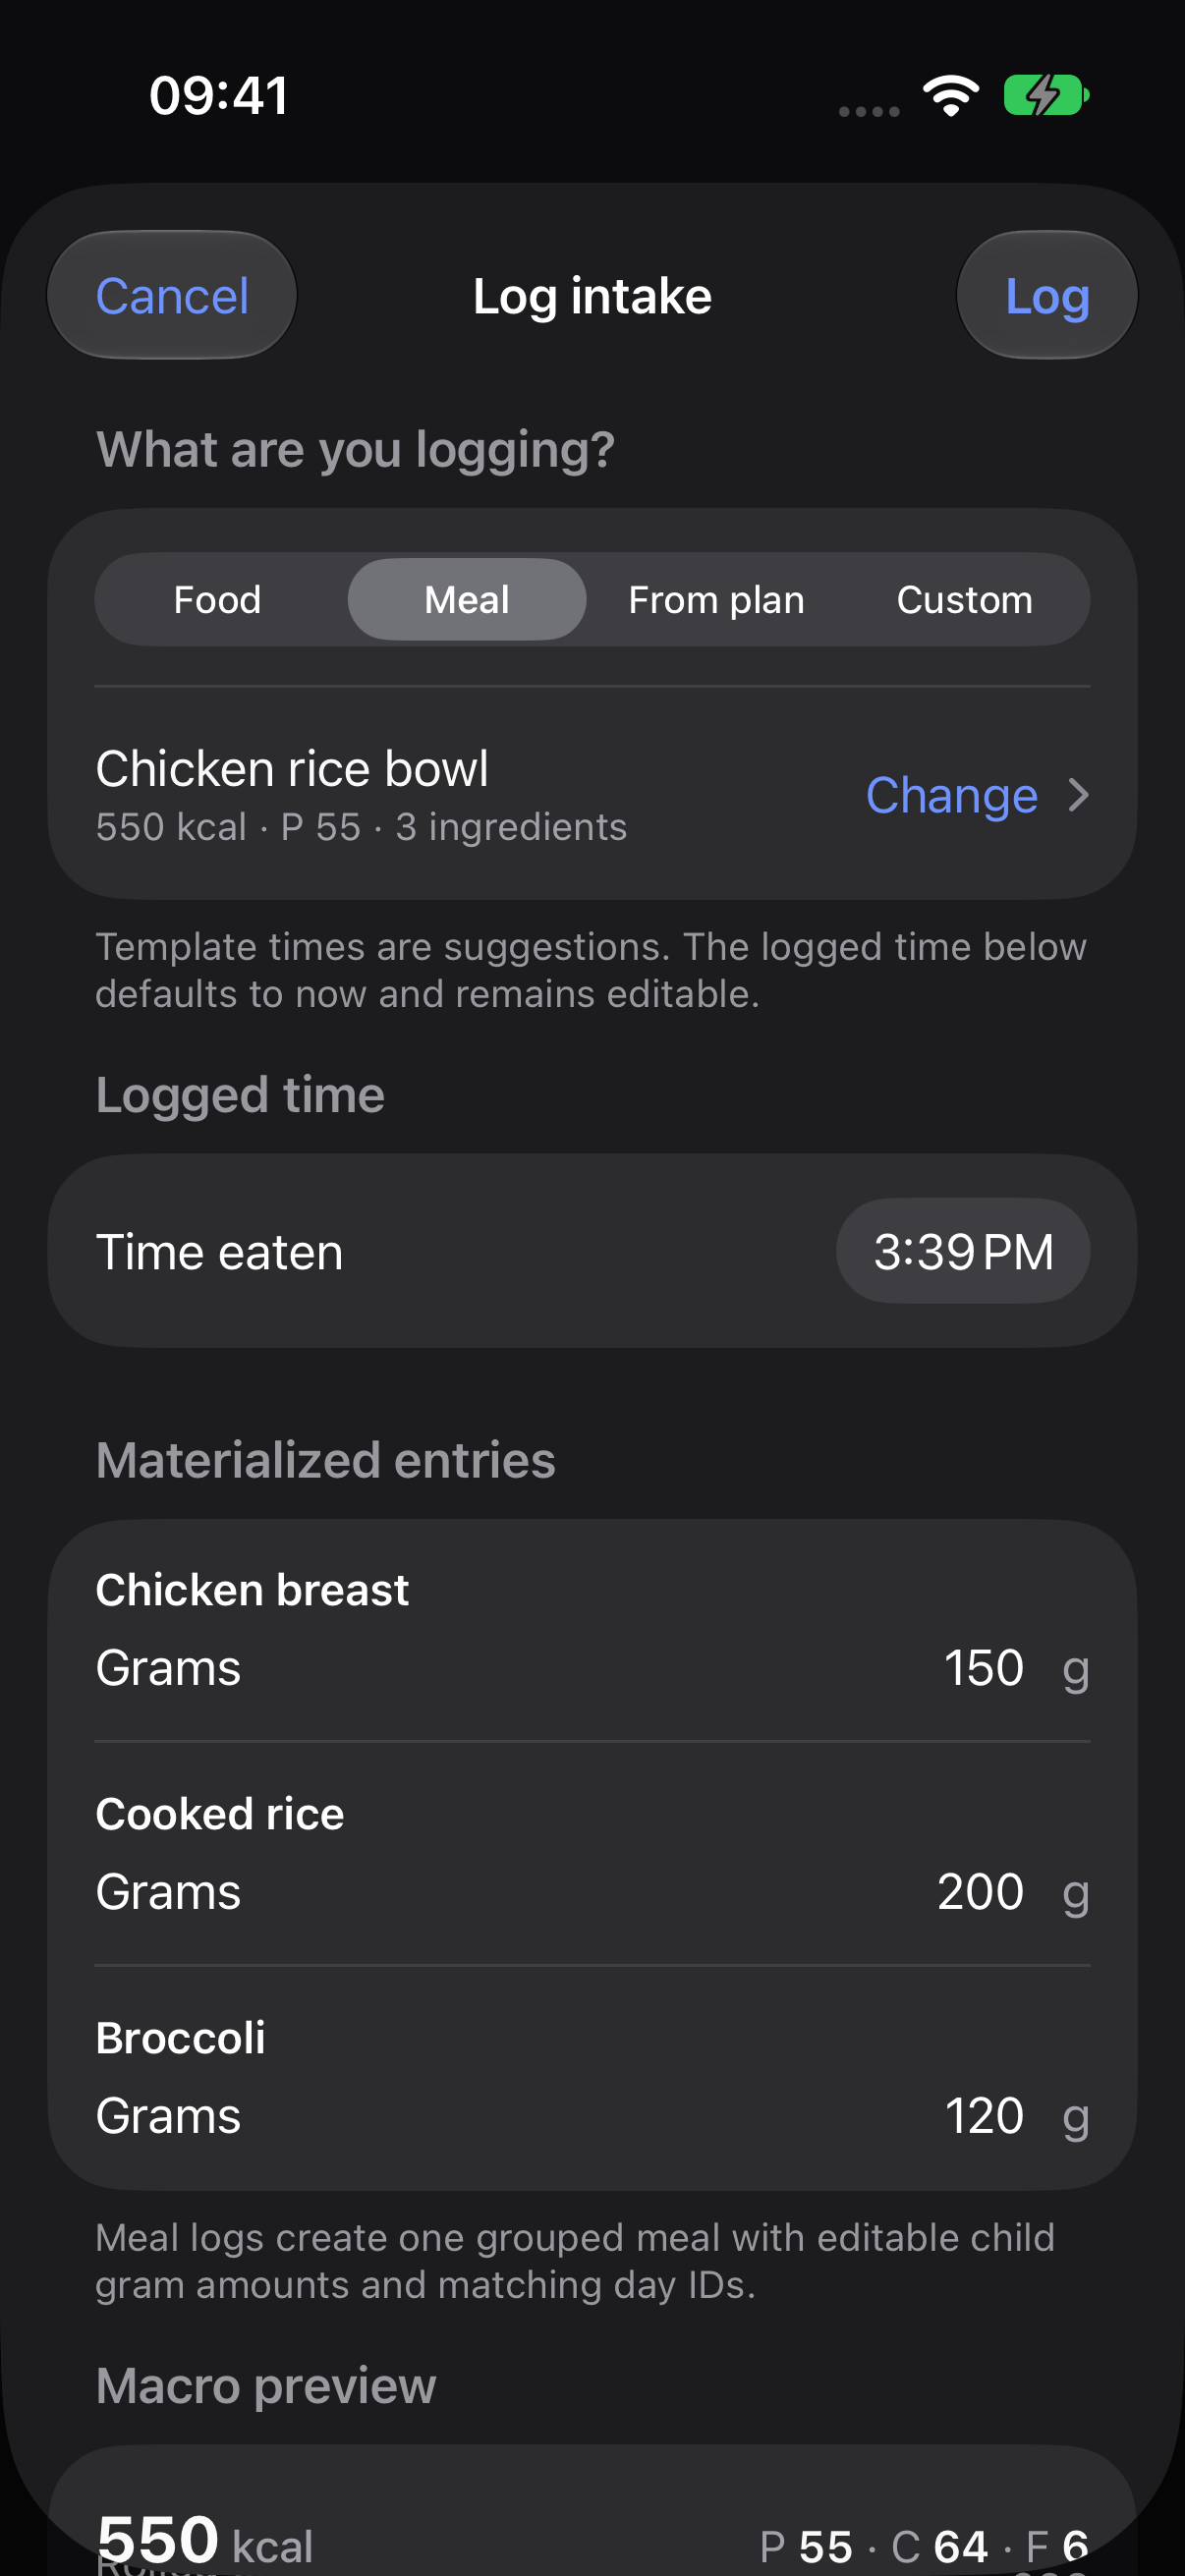 09:41
Cancel
Log intake
Log
What are you logging?
Food
Meal
From plan
Custom
Chicken rice bowl
550 kcal · P 55 · 3 ingredients
Change
Template times are suggestions. The logged time below
defaults to now and remains editable.
Logged time
Time eaten
3:39 PM
Materialized entries
Chicken breast
Grams
150 g
Cooked rice
Grams
200 g
Broccoli
Grams
120 g
Meal logs create one grouped meal with editable child
gram amounts and matching day IDs.
Macro preview
550 kcal
P 55 · C 64 · F 6